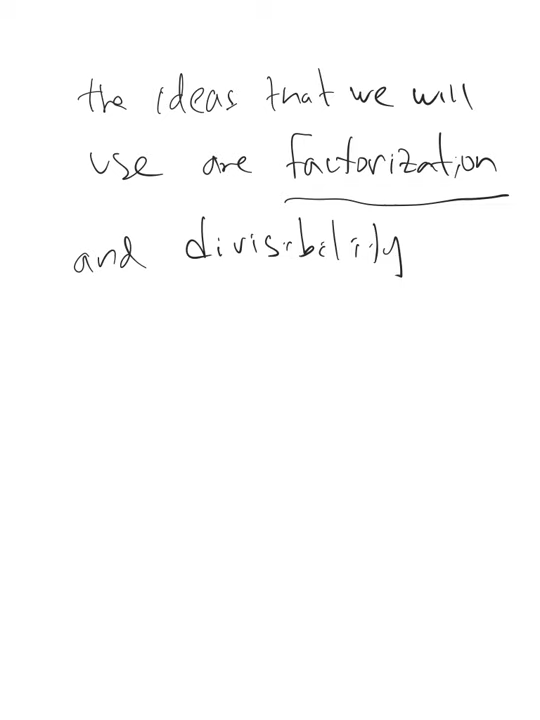 the ideas that we will
use are factorization
and divisibility